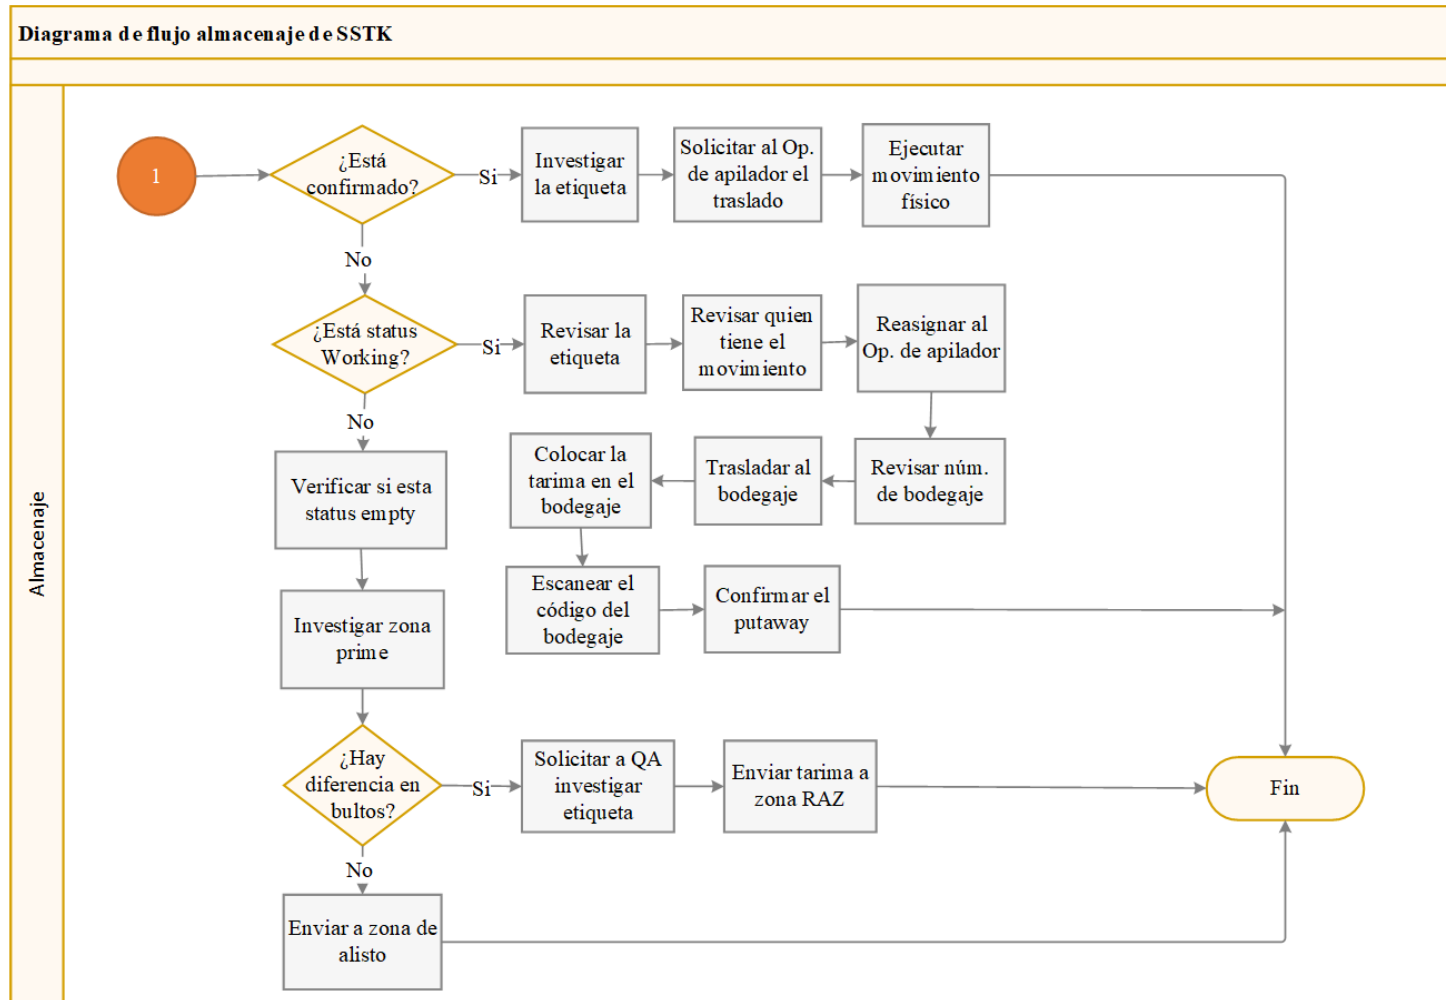 Diagrama de flujo almacenaje de SSTK
Almacenaje
1
¿Está
confirmado?
Si
Investigar
la etiqueta
Solicitar al Op.
de apilador el
traslado
Ejecutar
movimiento
físico
No
¿Está status
Working?
Si
Revisar la
etiqueta
Revisar quien
tiene el
movimiento
Reasignar al
Op. de apilador
No
Revisar núm.
de bodegaje
Trasladar al
bodegaje
Colocar la
tarima en el
bodegaje
Escanear el
código del
bodegaje
Confirmar el
putaway
Verificar si esta
status empty
Investigar zona
prime
¿Hay
diferencia en
bultos?
Si
Solicitar a QA
investigar
etiqueta
Enviar tarima a
zona RAZ
Fin
No
Enviar a zona de
alisto